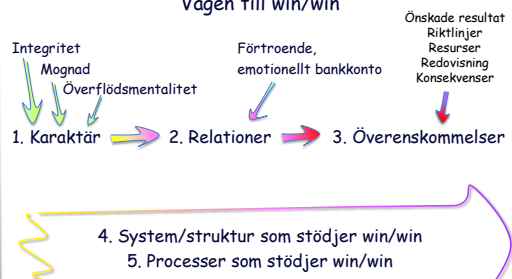 Vägen till win/win
Önskade resultat
Riktlinjer
Resurser
Redovisning
Konsekvenser
Integritet
Mognad
Överflödsmentalitet
Förtroende,
emotionellt bankkonto
1. Karaktär
2. Relationer
3. Överenskommelser
4. System/struktur som stödjer win/win
5. Processer som stödjer win/win